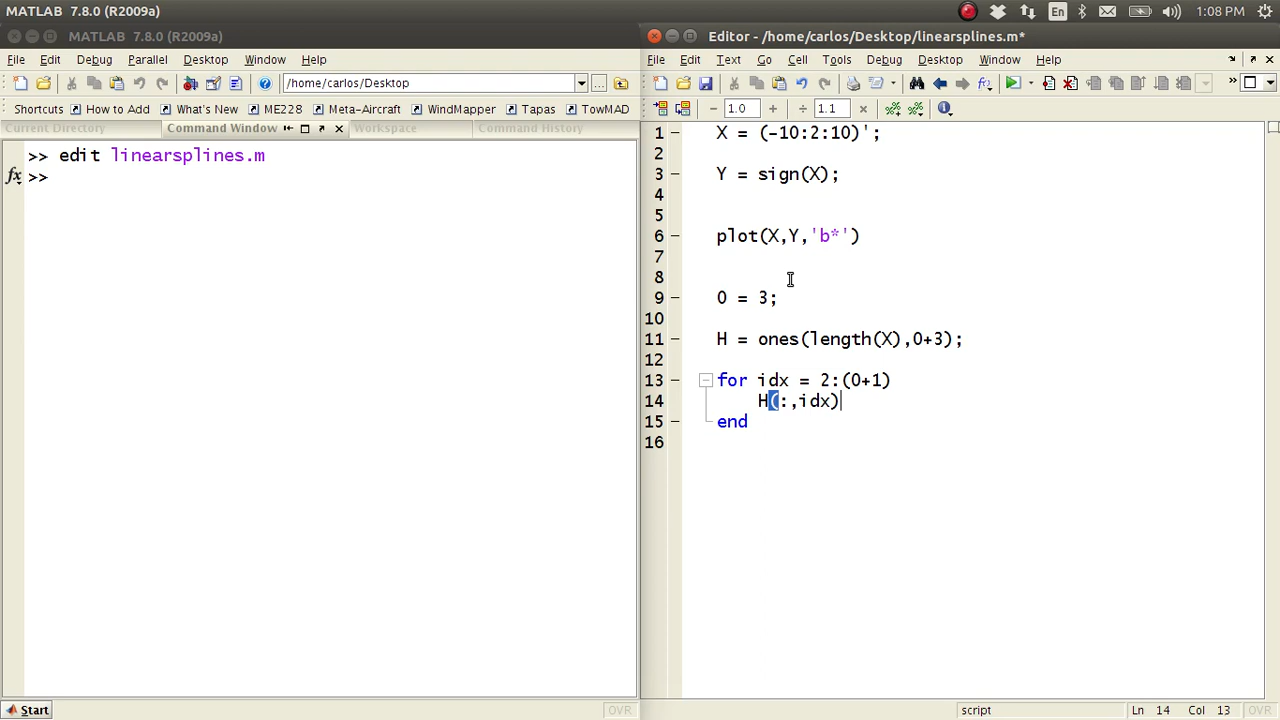 MATLAB 7.8.0 (R2009a)
En
1:08 PM
MATLAB 7.8.0 (R2009a)
File Edit Debug Parallel Desktop Window Help
/home/carlos/Desktop
Shortcuts How to Add What's New ME228 Meta-Aircraft WindMapper Tapas TowMAD
Current Directory Command Window Workspace Command History
>> edit linearsplines.m
fx >>
Start
OVR
Editor - /home/carlos/Desktop/linearsplines.m*
File Edit Text Go Cell Tools Debug Desktop Window Help
− 1.0 + ÷ 1.1 ×
1 X = (-10:2:10)';
2
3 Y = sign(X);
4
5
6 plot(X,Y,'b*')
7
8
9 O = 3;
10
11 H = ones(length(X),O+3);
12
13 for idx = 2:(O+1)
14 H(:,idx)
15 end
16
script
Ln 14 Col 13
OVR